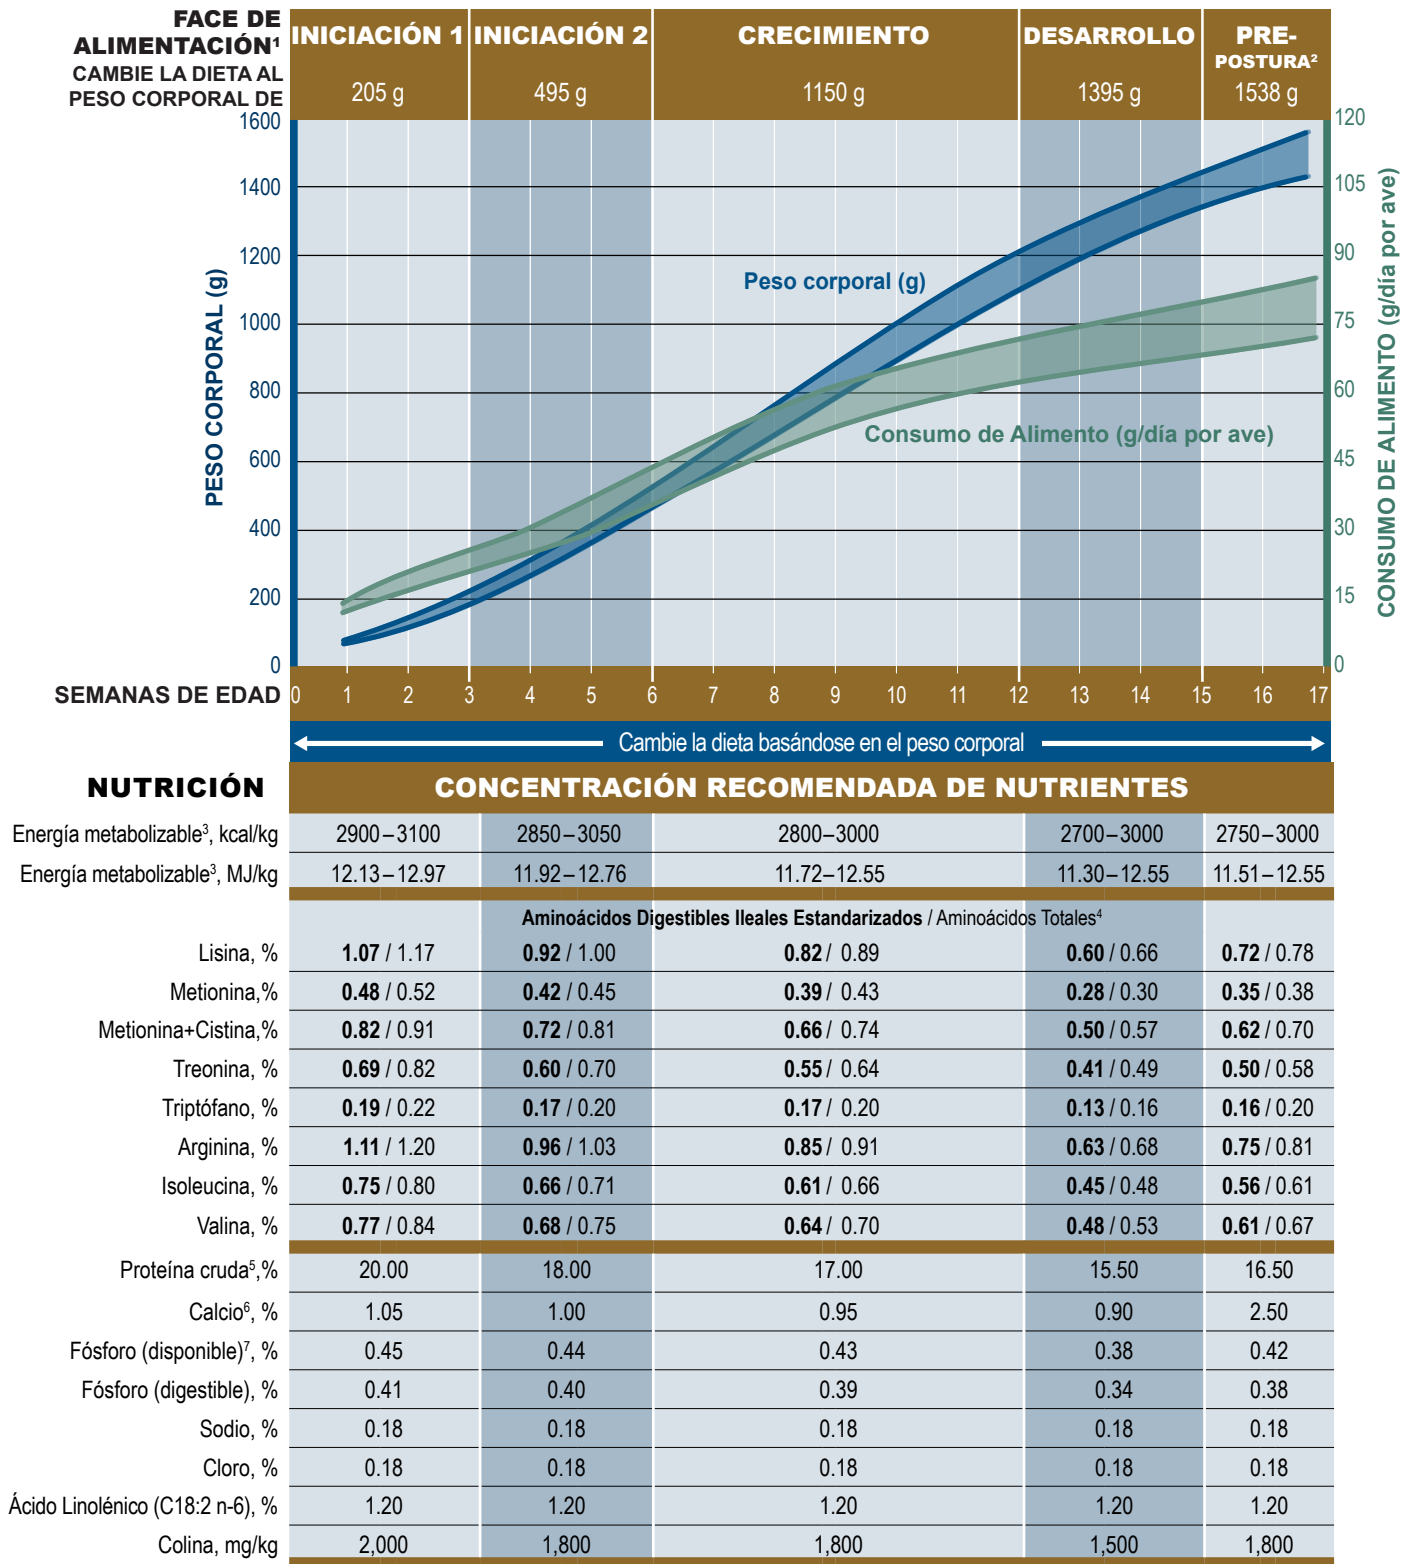 FACE DE ALIMENTACIÓN¹
CAMBIE LA DIETA AL PESO CORPORAL DE
INICIACIÓN 1 INICIACIÓN 2 CRECIMIENTO DESARROLLO PRE-POSTURA²
205 g 495 g 1150 g 1395 g 1538 g
PESO CORPORAL (g)
1600
1400
1200
1000
800
600
400
200
0
Peso corporal (g)
Consumo de Alimento (g/día por ave)
120
105
90
75
60
45
30
15
0
CONSUMO DE ALIMENTO (g/día por ave)
SEMANAS DE EDAD 0 1 2 3 4 5 6 7 8 9 10 11 12 13 14 15 16 17
Cambie la dieta basándose en el peso corporal
NUTRICIÓN CONCENTRACIÓN RECOMENDADA DE NUTRIENTES
Energía metabolizable³, kcal/kg 2900–3100 2850–3050 2800–3000 2700–3000 2750–3000
Energía metabolizable³, MJ/kg 12.13–12.97 11.92–12.76 11.72–12.55 11.30–12.55 11.51–12.55
Aminoácidos Digestibles Ileales Estandarizados / Aminoácidos Totales⁴
Lisina, % 1.07 / 1.17 0.92 / 1.00 0.82 / 0.89 0.60 / 0.66 0.72 / 0.78
Metionina,% 0.48 / 0.52 0.42 / 0.45 0.39 / 0.43 0.28 / 0.30 0.35 / 0.38
Metionina+Cistina,% 0.82 / 0.91 0.72 / 0.81 0.66 / 0.74 0.50 / 0.57 0.62 / 0.70
Treonina, % 0.69 / 0.82 0.60 / 0.70 0.55 / 0.64 0.41 / 0.49 0.50 / 0.58
Triptófano, % 0.19 / 0.22 0.17 / 0.20 0.17 / 0.20 0.13 / 0.16 0.16 / 0.20
Arginina, % 1.11 / 1.20 0.96 / 1.03 0.85 / 0.91 0.63 / 0.68 0.75 / 0.81
Isoleucina, % 0.75 / 0.80 0.66 / 0.71 0.61 / 0.66 0.45 / 0.48 0.56 / 0.61
Valina, % 0.77 / 0.84 0.68 / 0.75 0.64 / 0.70 0.48 / 0.53 0.61 / 0.67
Proteína cruda⁵,% 20.00 18.00 17.00 15.50 16.50
Calcio⁶, % 1.05 1.00 0.95 0.90 2.50
Fósforo (disponible)⁷, % 0.45 0.44 0.43 0.38 0.42
Fósforo (digestible), % 0.41 0.40 0.39 0.34 0.38
Sodio, % 0.18 0.18 0.18 0.18 0.18
Cloro, % 0.18 0.18 0.18 0.18 0.18
Ácido Linolénico (C18:2 n-6), % 1.20 1.20 1.20 1.20 1.20
Colina, mg/kg 2,000 1,800 1,800 1,500 1,800